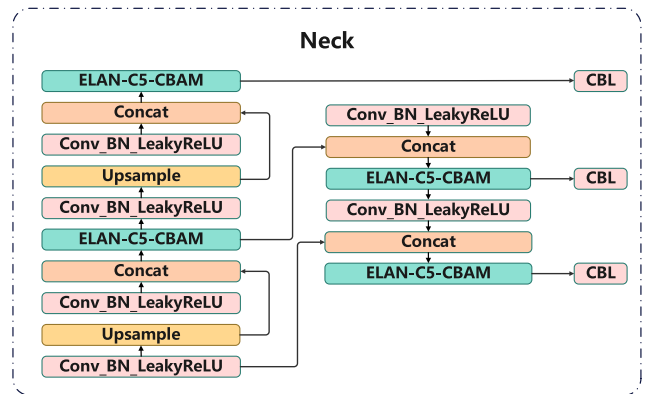 Neck
ELAN-C5-CBAM
Concat
Conv_BN_LeakyReLU
Upsample
Conv_BN_LeakyReLU
ELAN-C5-CBAM
Concat
Conv_BN_LeakyReLU
Upsample
Conv_BN_LeakyReLU
Conv_BN_LeakyReLU
Concat
ELAN-C5-CBAM
Conv_BN_LeakyReLU
Concat
ELAN-C5-CBAM
CBL
CBL
CBL